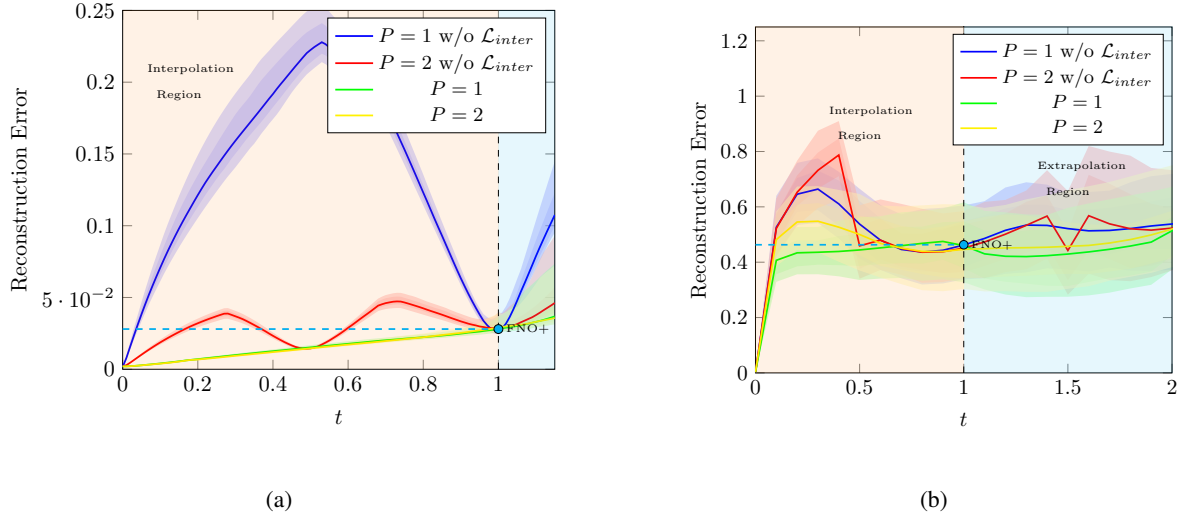 0.25
0.2
0.15
0.1
5 · 10⁻²
0
Reconstruction Error
0
0.2
0.4
0.6
0.8
1
t
Interpolation
Region
P = 1 w/o ℒ_inter
P = 2 w/o ℒ_inter
P = 1
P = 2
FNO+
(a)
1.2
1
0.8
0.6
0.4
0.2
0
Reconstruction Error
0
0.5
1
1.5
2
t
Interpolation
Region
P = 1 w/o ℒ_inter
P = 2 w/o ℒ_inter
P = 1
P = 2
Extrapolation
Region
FNO+
(b)